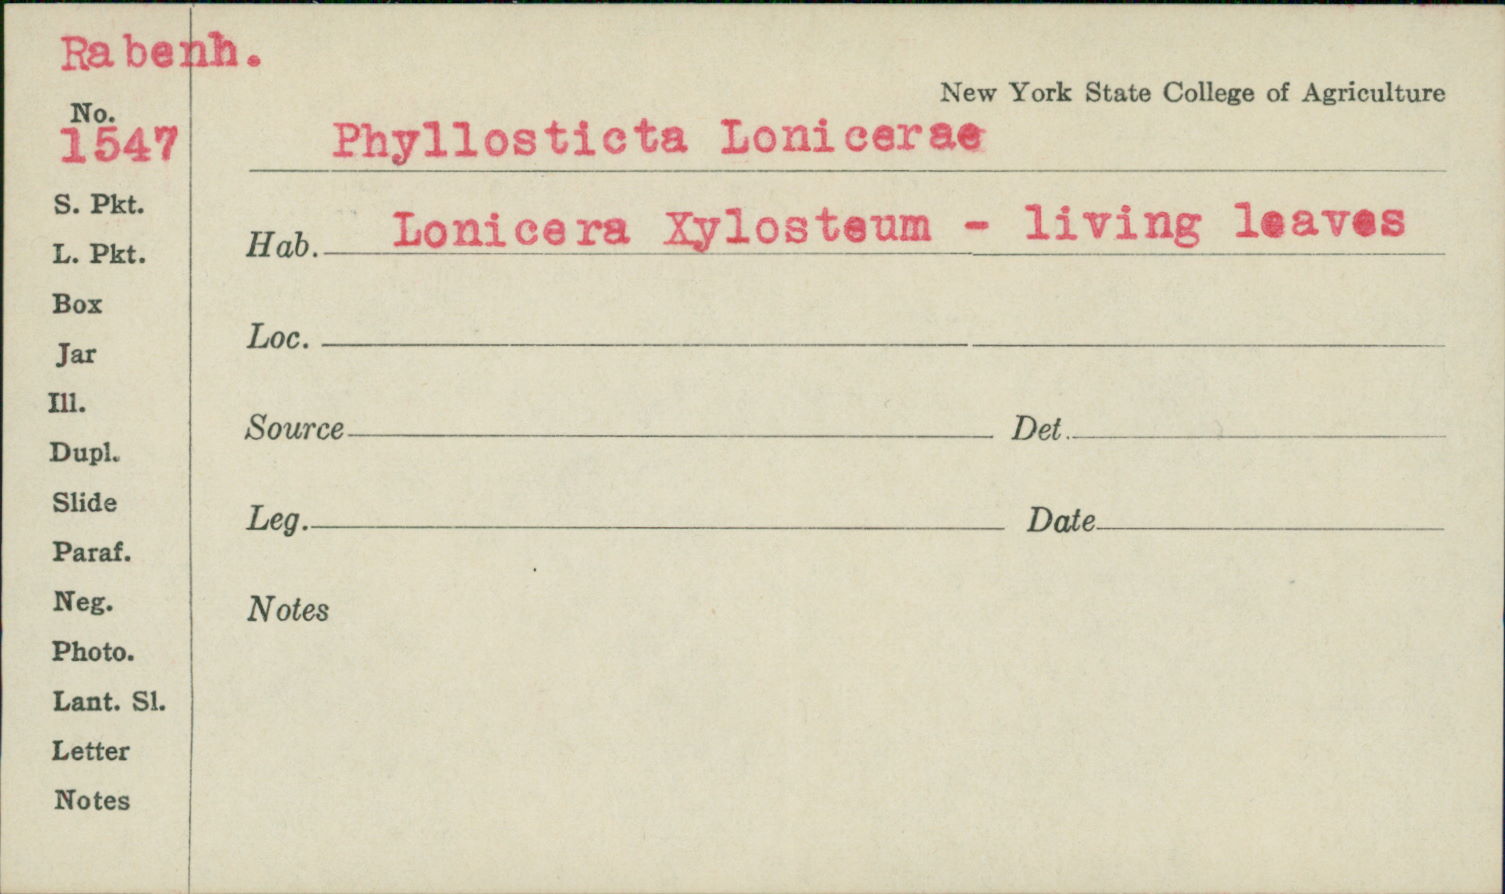 Rabenh.
New York State College of Agriculture
No.
1547
Phyllosticta Lonicerae
S. Pkt.
Hab. Lonicera Xylosteum - living leaves
L. Pkt.
Box
Loc.
Jar
Ill.
Source Det.
Dupl.
Slide
Leg. Date
Paraf.
Neg.
Notes
Photo.
Lant. Sl.
Letter
Notes